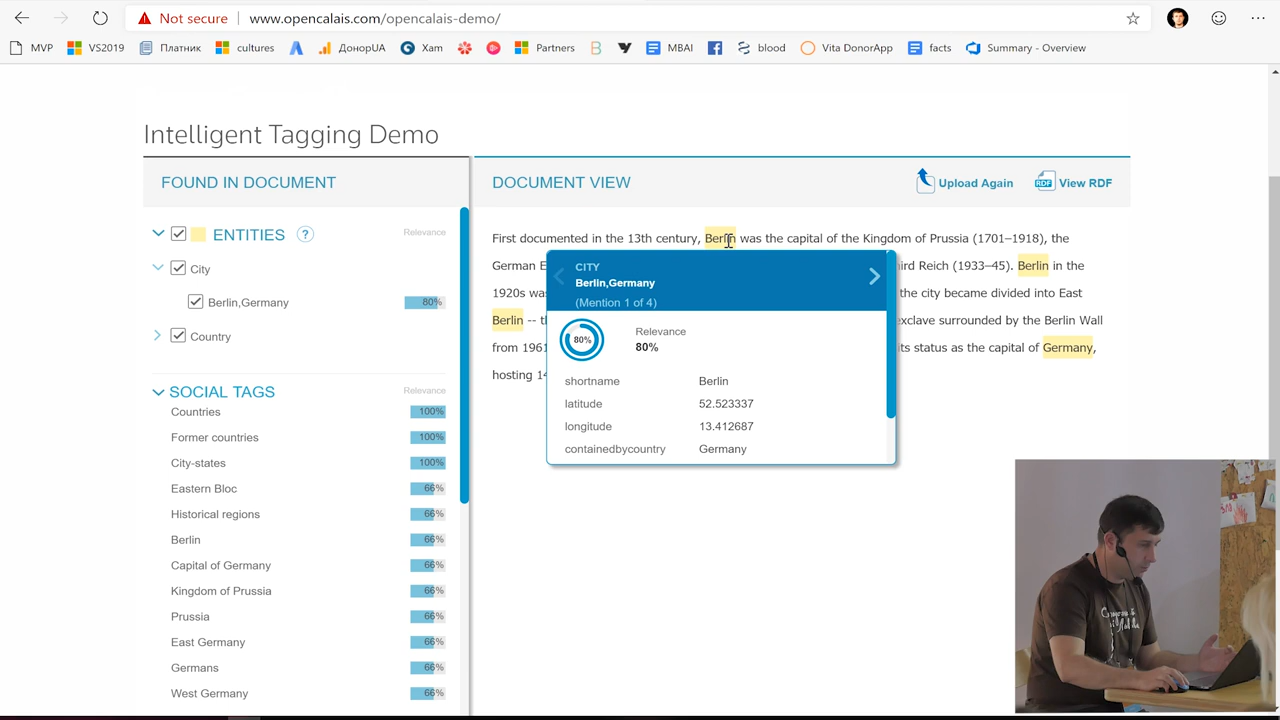 Not secure www.opencalais.com/opencalais-demo/
MVP VS2019 Платник cultures ДонорUA Хам Partners MBAI blood Vita DonorApp facts Summary - Overview
Intelligent Tagging Demo
FOUND IN DOCUMENT
ENTITIES ? Relevance
City
Berlin,Germany 80%
Country
SOCIAL TAGS Relevance
Countries 100%
Former countries 100%
City-states 100%
Eastern Bloc 66%
Historical regions 66%
Berlin 66%
Capital of Germany 66%
Kingdom of Prussia 66%
Prussia 66%
East Germany 66%
Germans 66%
West Germany 66%
DOCUMENT VIEW Upload Again RDF View RDF
First documented in the 13th century, Berlin was the capital of the Kingdom of Prussia (1701–1918), the
German E hird Reich (1933–45). Berlin in the
1920s wa the city became divided into East
Berlin -- t exclave surrounded by the Berlin Wall
from 1961 its status as the capital of Germany,
hosting 14
CITY
Berlin,Germany
(Mention 1 of 4)
80% Relevance
80%
shortname Berlin
latitude 52.523337
longitude 13.412687
containedbycountry Germany